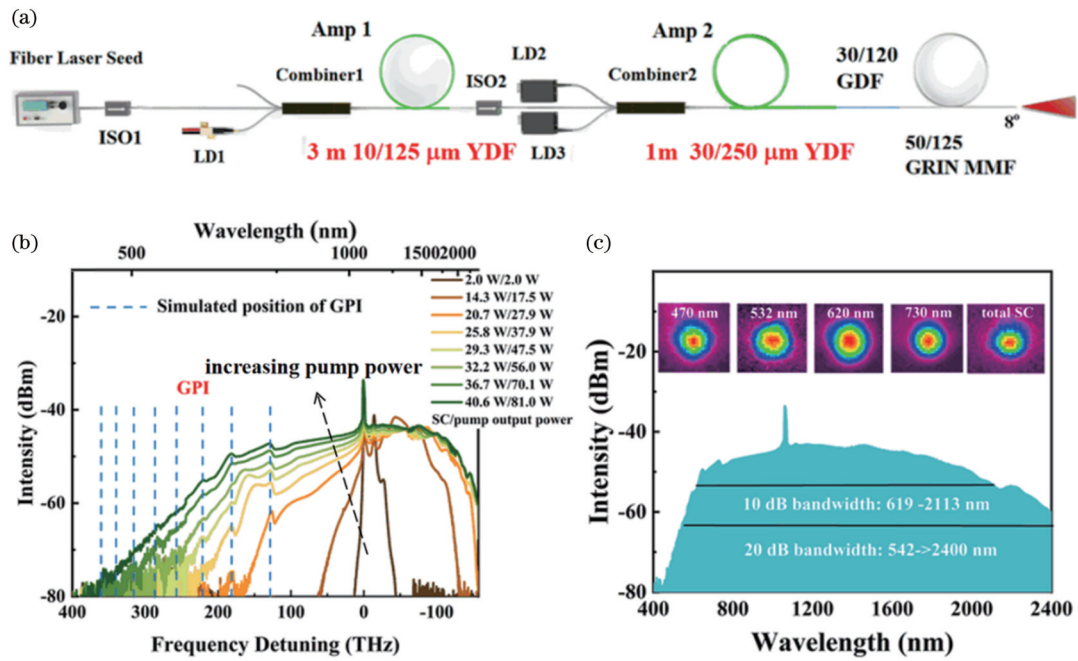 (a)
Fiber Laser Seed
ISO1
LD1
Combiner1
Amp 1
3 m 10/125 μm YDF
ISO2
LD2
LD3
Combiner2
Amp 2
1m 30/250 μm YDF
30/120
GDF
50/125
GRIN MMF
8°
(b)
Wavelength (nm)
500
1000
1500
2000
Simulated position of GPI
2.0 W/2.0 W
14.3 W/17.5 W
20.7 W/27.9 W
25.8 W/37.9 W
29.3 W/47.5 W
32.2 W/56.0 W
36.7 W/70.1 W
40.6 W/81.0 W
SC/pump output power
increasing pump power
GPI
Intensity (dBm)
-20
-40
-60
-80
400
300
200
100
0
-100
Frequency Detuning (THz)
(c)
470 nm
532 nm
620 nm
730 nm
total SC
10 dB bandwidth: 619 -2113 nm
20 dB bandwidth: 542->2400 nm
Intensity (dBm)
-20
-40
-60
-80
400
800
1200
1600
2000
2400
Wavelength (nm)